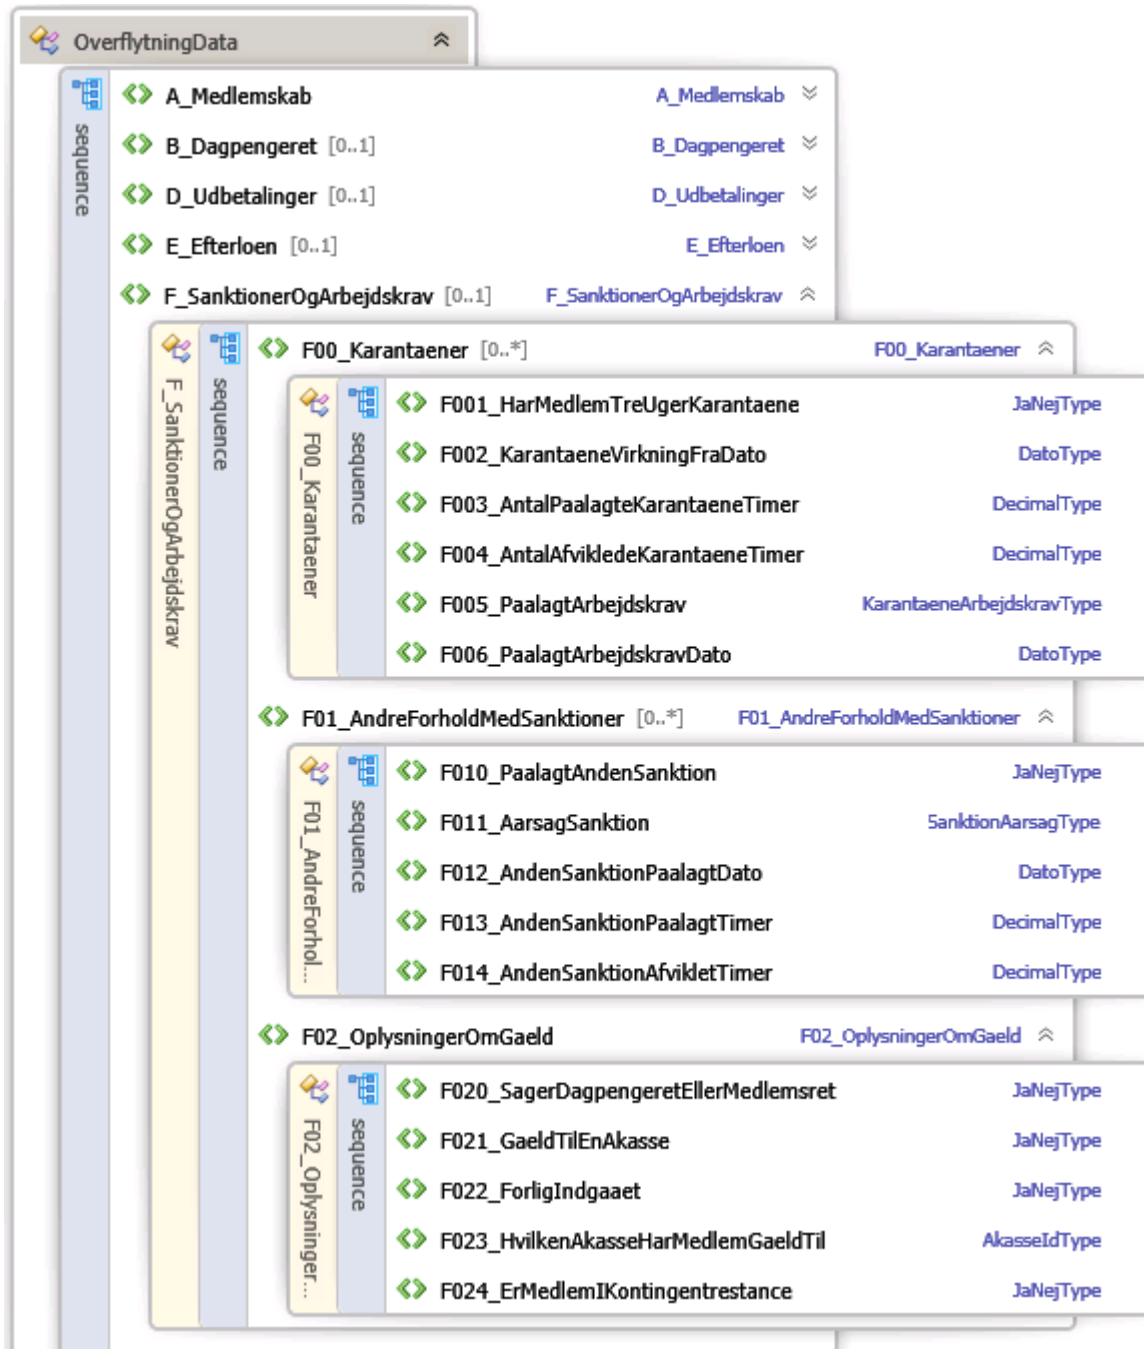 OverflytningData
sequence
A_Medlemskab A_Medlemskab
B_Dagpengeret [0..1] B_Dagpengeret
D_Udbetalinger [0..1] D_Udbetalinger
E_Efterloen [0..1] E_Efterloen
F_SanktionerOgArbejdskrav [0..1] F_SanktionerOgArbejdskrav
F_SanktionerOgArbejdskrav
sequence
F00_Karantaener [0..*] F00_Karantaener
F00_Karantaener
sequence
F001_HarMedlemTreUgerKarantaene JaNejType
F002_KarantaeneVirkningFraDato DatoType
F003_AntalPaalagteKarantaeneTimer DecimalType
F004_AntalAfvikledeKarantaeneTimer DecimalType
F005_PaalagtArbejdskrav KarantaeneArbejdskravType
F006_PaalagtArbejdskravDato DatoType
F01_AndreForholdMedSanktioner [0..*] F01_AndreForholdMedSanktioner
F01_AndreForhol...
sequence
F010_PaalagtAndenSanktion JaNejType
F011_AarsagSanktion SanktionAarsagType
F012_AndenSanktionPaalagtDato DatoType
F013_AndenSanktionPaalagtTimer DecimalType
F014_AndenSanktionAfvikletTimer DecimalType
F02_OplysningerOmGaeld F02_OplysningerOmGaeld
F02_Oplysninger...
sequence
F020_SagerDagpengeretEllerMedlemsret JaNejType
F021_GaeldTilEnAkasse JaNejType
F022_ForligIndgaaet JaNejType
F023_HvilkenAkasseHarMedlemGaeldTil AkasseIdType
F024_ErMedlemIKontingentrestance JaNejType